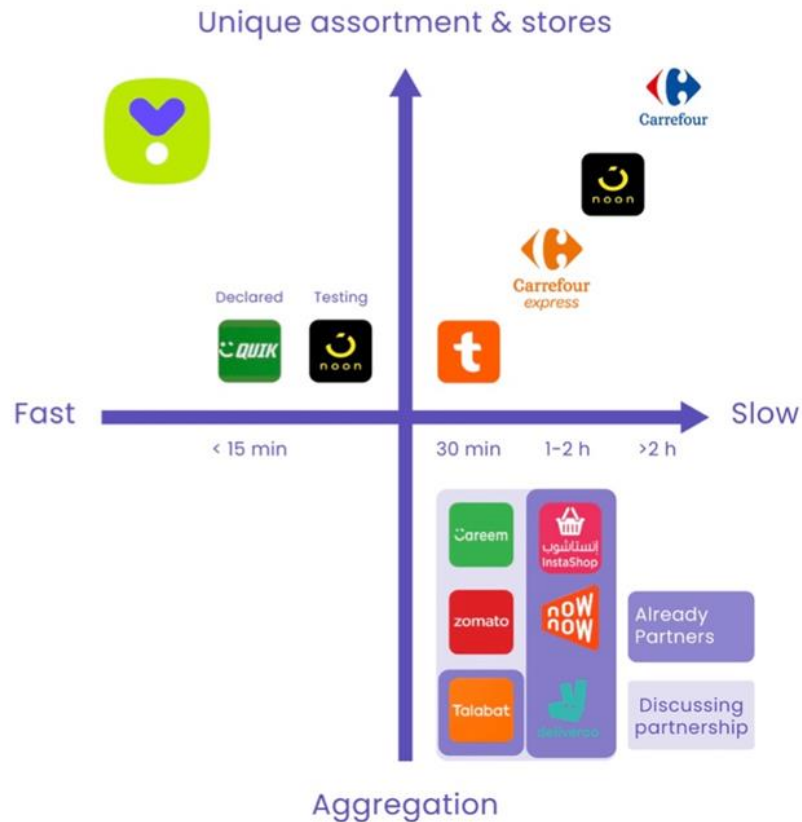 Unique assortment & stores
Carrefour
noon
Carrefour
express
Declared
Testing
QUIK
noon
t
Fast
Slow
< 15 min
30 min
1-2 h
>2 h
Careem
إنستاشوب
InstaShop
zomato
NOW
NOW
Already
Partners
Talabat
deliveroo
Discussing
partnership
Aggregation